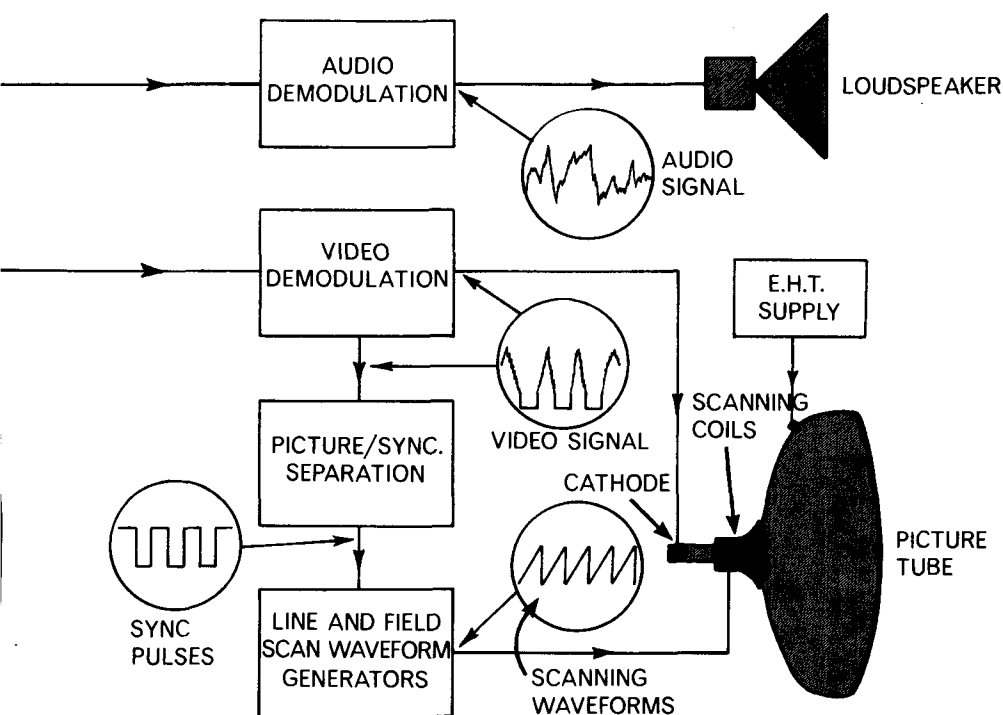 AUDIO
DEMODULATION
LOUDSPEAKER
AUDIO
SIGNAL
VIDEO
DEMODULATION
E.H.T.
SUPPLY
SCANNING
COILS
VIDEO SIGNAL
PICTURE/SYNC.
SEPARATION
CATHODE
PICTURE
TUBE
SYNC
PULSES
LINE AND FIELD
SCAN WAVEFORM
GENERATORS
SCANNING
WAVEFORMS